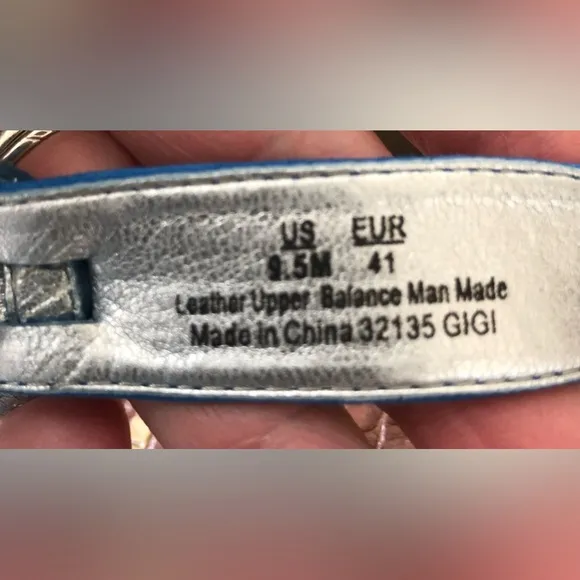 US EUR
9.5M 41
Leather Upper Balance Man Made
Made in China 32135 GIGI